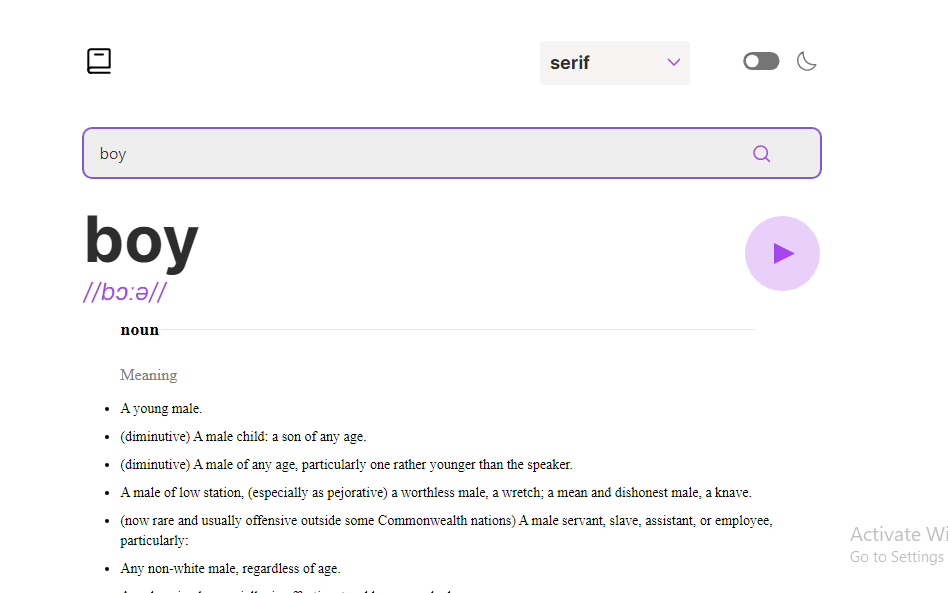 serif
boy
boy
//bɔːə//
noun
Meaning
A young male.
(diminutive) A male child: a son of any age.
(diminutive) A male of any age, particularly one rather younger than the speaker.
A male of low station, (especially as pejorative) a worthless male, a wretch; a mean and dishonest male, a knave.
(now rare and usually offensive outside some Commonwealth nations) A male servant, slave, assistant, or employee,
particularly:
Any non-white male, regardless of age.
Activate Wi
Go to Settings